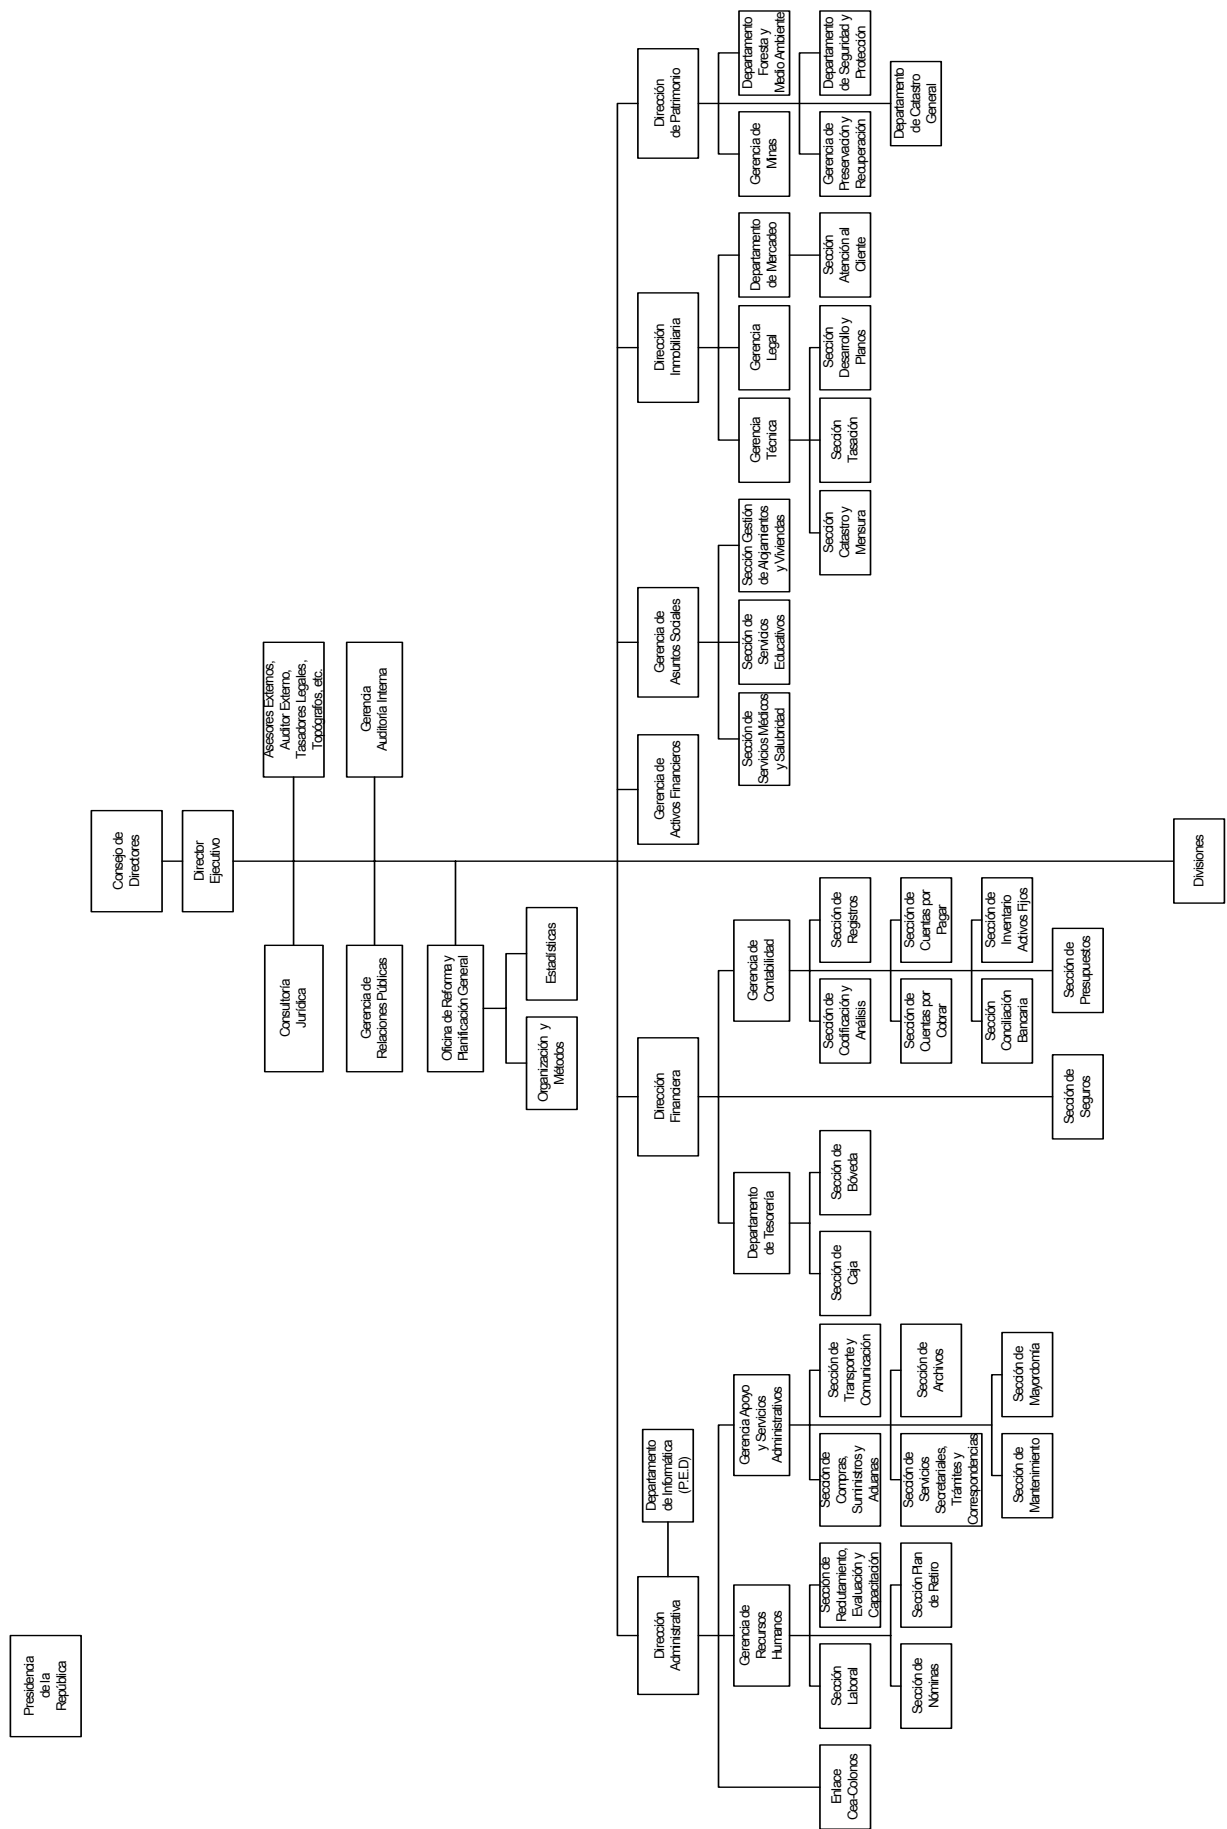 Presidencia
de la
República
Consejo de
Directores
Director
Ejecutivo
Consultoría
Jurídica
Asesores Externos,
Auditor Externo,
Tasadores Legales,
Topógrafos, etc.
Gerencia de
Relaciones Públicas
Gerencia
Auditoría Interna
Oficina de Reforma y
Planificación General
Organización y
Métodos
Estadísticas
Dirección
Administrativa
Departamento
de Informática
(P.E.D)
Dirección
Financiera
Gerencia de
Activos Financieros
Gerencia de
Asuntos Sociales
Dirección
Inmobiliaria
Dirección
de Patrimonio
Enlace
Cea-Colonos
Gerencia de
Recursos
Humanos
Sección
Laboral
Sección de
Reclutamiento,
Evaluación y
Capacitación
Sección de
Nóminas
Sección Plan
de Retiro
Gerencia Apoyo
y Servicios
Administrativos
Sección de
Compras,
Suministros y
Aduanas
Sección de
Transporte y
Comunicación
Sección de
Servicios
Secretariales,
Trámites y
Correspondencias
Sección de
Archivos
Sección de
Mantenimiento
Sección de
Mayordomía
Departamento
de Tesorería
Sección de
Caja
Sección de
Bóveda
Sección de
Seguros
Gerencia de
Contabilidad
Sección de
Codificación y
Análisis
Sección de
Registros
Sección de
Cuentas por
Cobrar
Sección de
Cuentas por
Pagar
Sección
Conciliación
Bancaria
Sección de
Inventario
Activos Fijos
Sección de
Presupuestos
Sección de
Servicios Médicos
y Salubridad
Sección de
Servicios
Educativos
Sección Gestión
de Alojamientos
y Viviendas
Gerencia
Técnica
Gerencia
Legal
Departamento
de Mercadeo
Sección
Catastro y
Mensura
Sección
Tasación
Sección
Desarrollo y
Planos
Sección
Atención al
Cliente
Gerencia de
Minas
Departamento
Foresta y
Medio Ambiente
Gerencia de
Preservación y
Recuperación
Departamento
de Seguridad y
Protección
Departamento
de Catastro
General
Divisiones